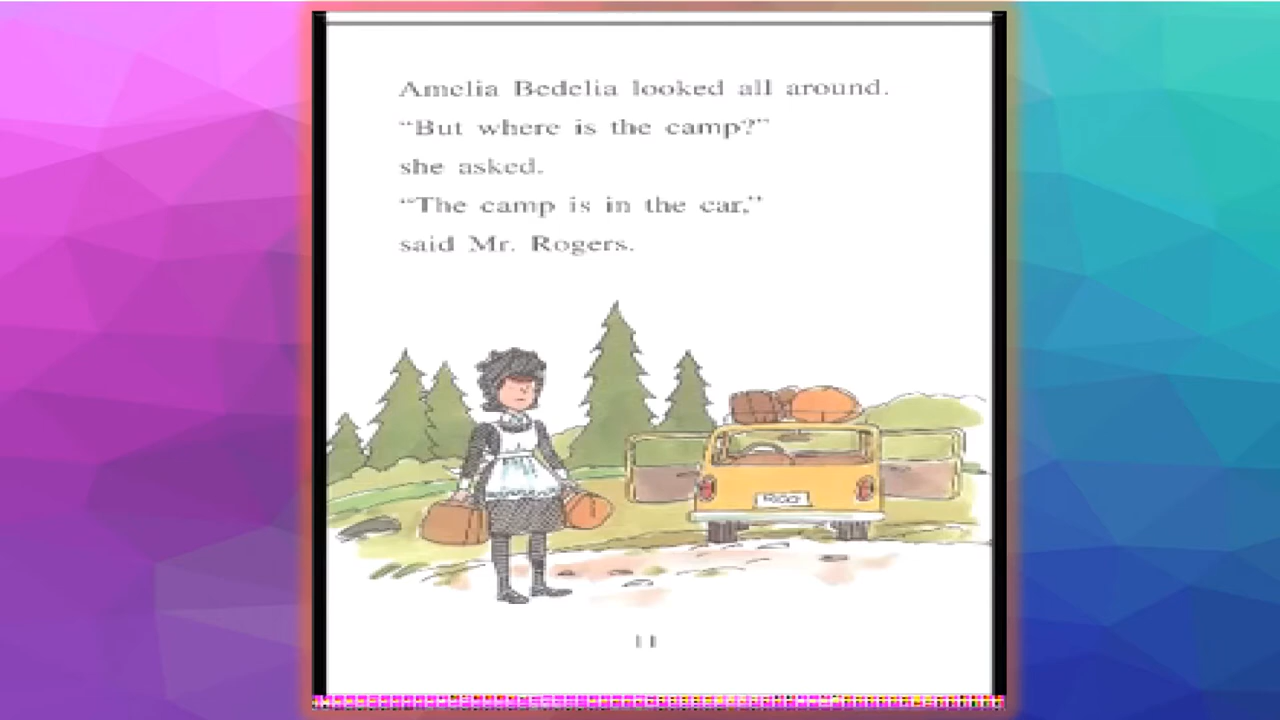 Amelia Bedelia looked all around.
“But where is the camp?”
she asked.
“The camp is in the car,”
said Mr. Rogers.
11